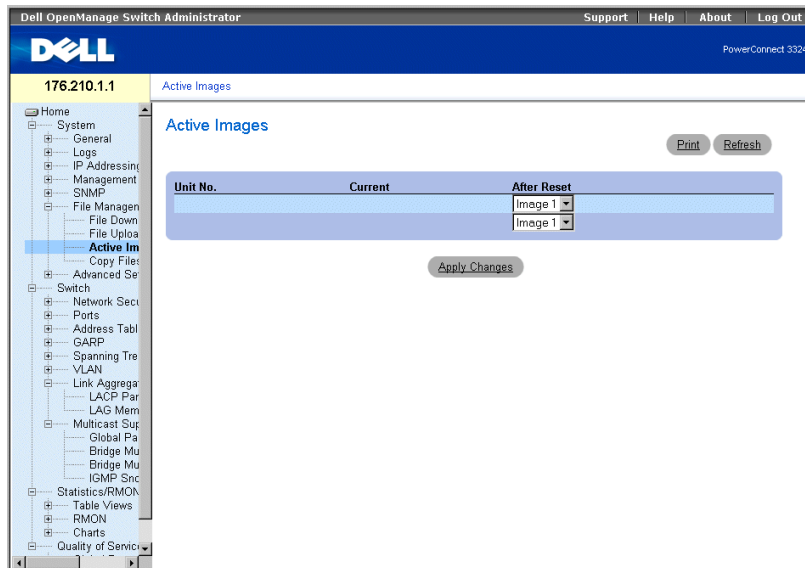 Dell OpenManage Switch Administrator
Support Help About Log Out
DELL
PowerConnect 3324
176.210.1.1
Active Images
Home
System
General
Logs
IP Addressing
Management
SNMP
File Managen
File Down
File Uploa
Active Im
Copy Files
Advanced Se
Switch
Network Secu
Ports
Address Tabl
GARP
Spanning Tre
VLAN
Link Aggrega
LACP Par
LAG Mem
Multicast Sup
Global Pa
Bridge Mu
Bridge Mu
IGMP Sno
Statistics/RMON
Table Views
RMON
Charts
Quality of Servic
Active Images
Print Refresh
Unit No. Current After Reset
Image 1
Image 1
Apply Changes